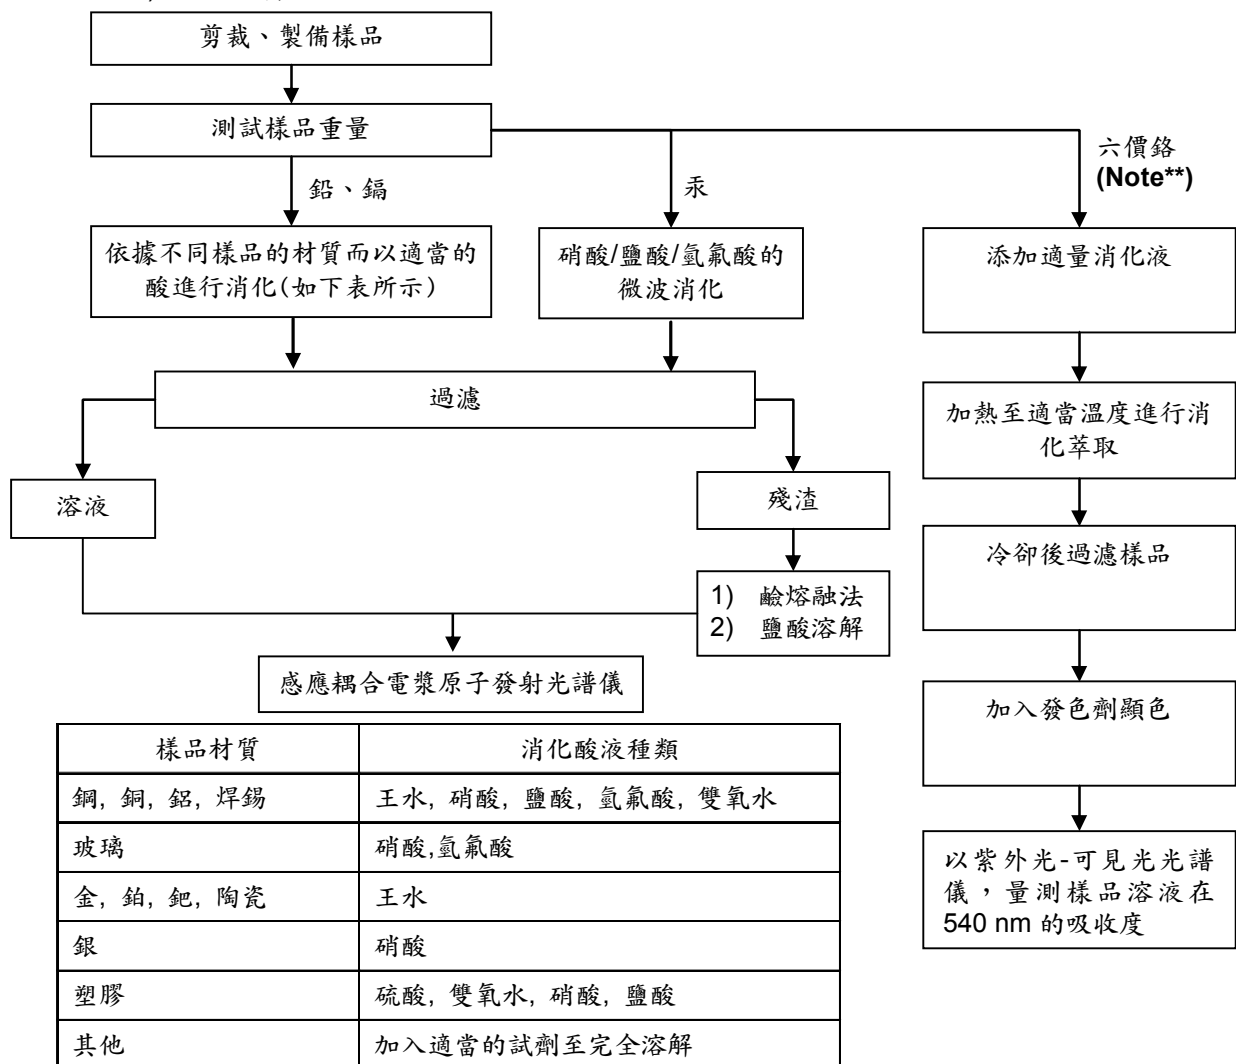 剪裁、製備樣品
測試樣品重量
鉛、鎘
汞
六價鉻
(Note**)
依據不同樣品的材質而以適當的
酸進行消化(如下表所示)
硝酸/鹽酸/氫氟酸的
微波消化
添加適量消化液
過濾
加熱至適當溫度進行消
化萃取
溶液
殘渣
冷卻後過濾樣品
1) 鹼熔融法
2) 鹽酸溶解
感應耦合電漿原子發射光譜儀
加入發色劑顯色
以紫外光-可見光光譜
儀，量測樣品溶液在
540 nm 的吸收度
樣品材質 消化酸液種類
鋼, 銅, 鋁, 焊錫 王水, 硝酸, 鹽酸, 氫氟酸, 雙氧水
玻璃 硝酸,氫氟酸
金, 鉑, 鈀, 陶瓷 王水
銀 硝酸
塑膠 硫酸, 雙氧水, 硝酸, 鹽酸
其他 加入適當的試劑至完全溶解